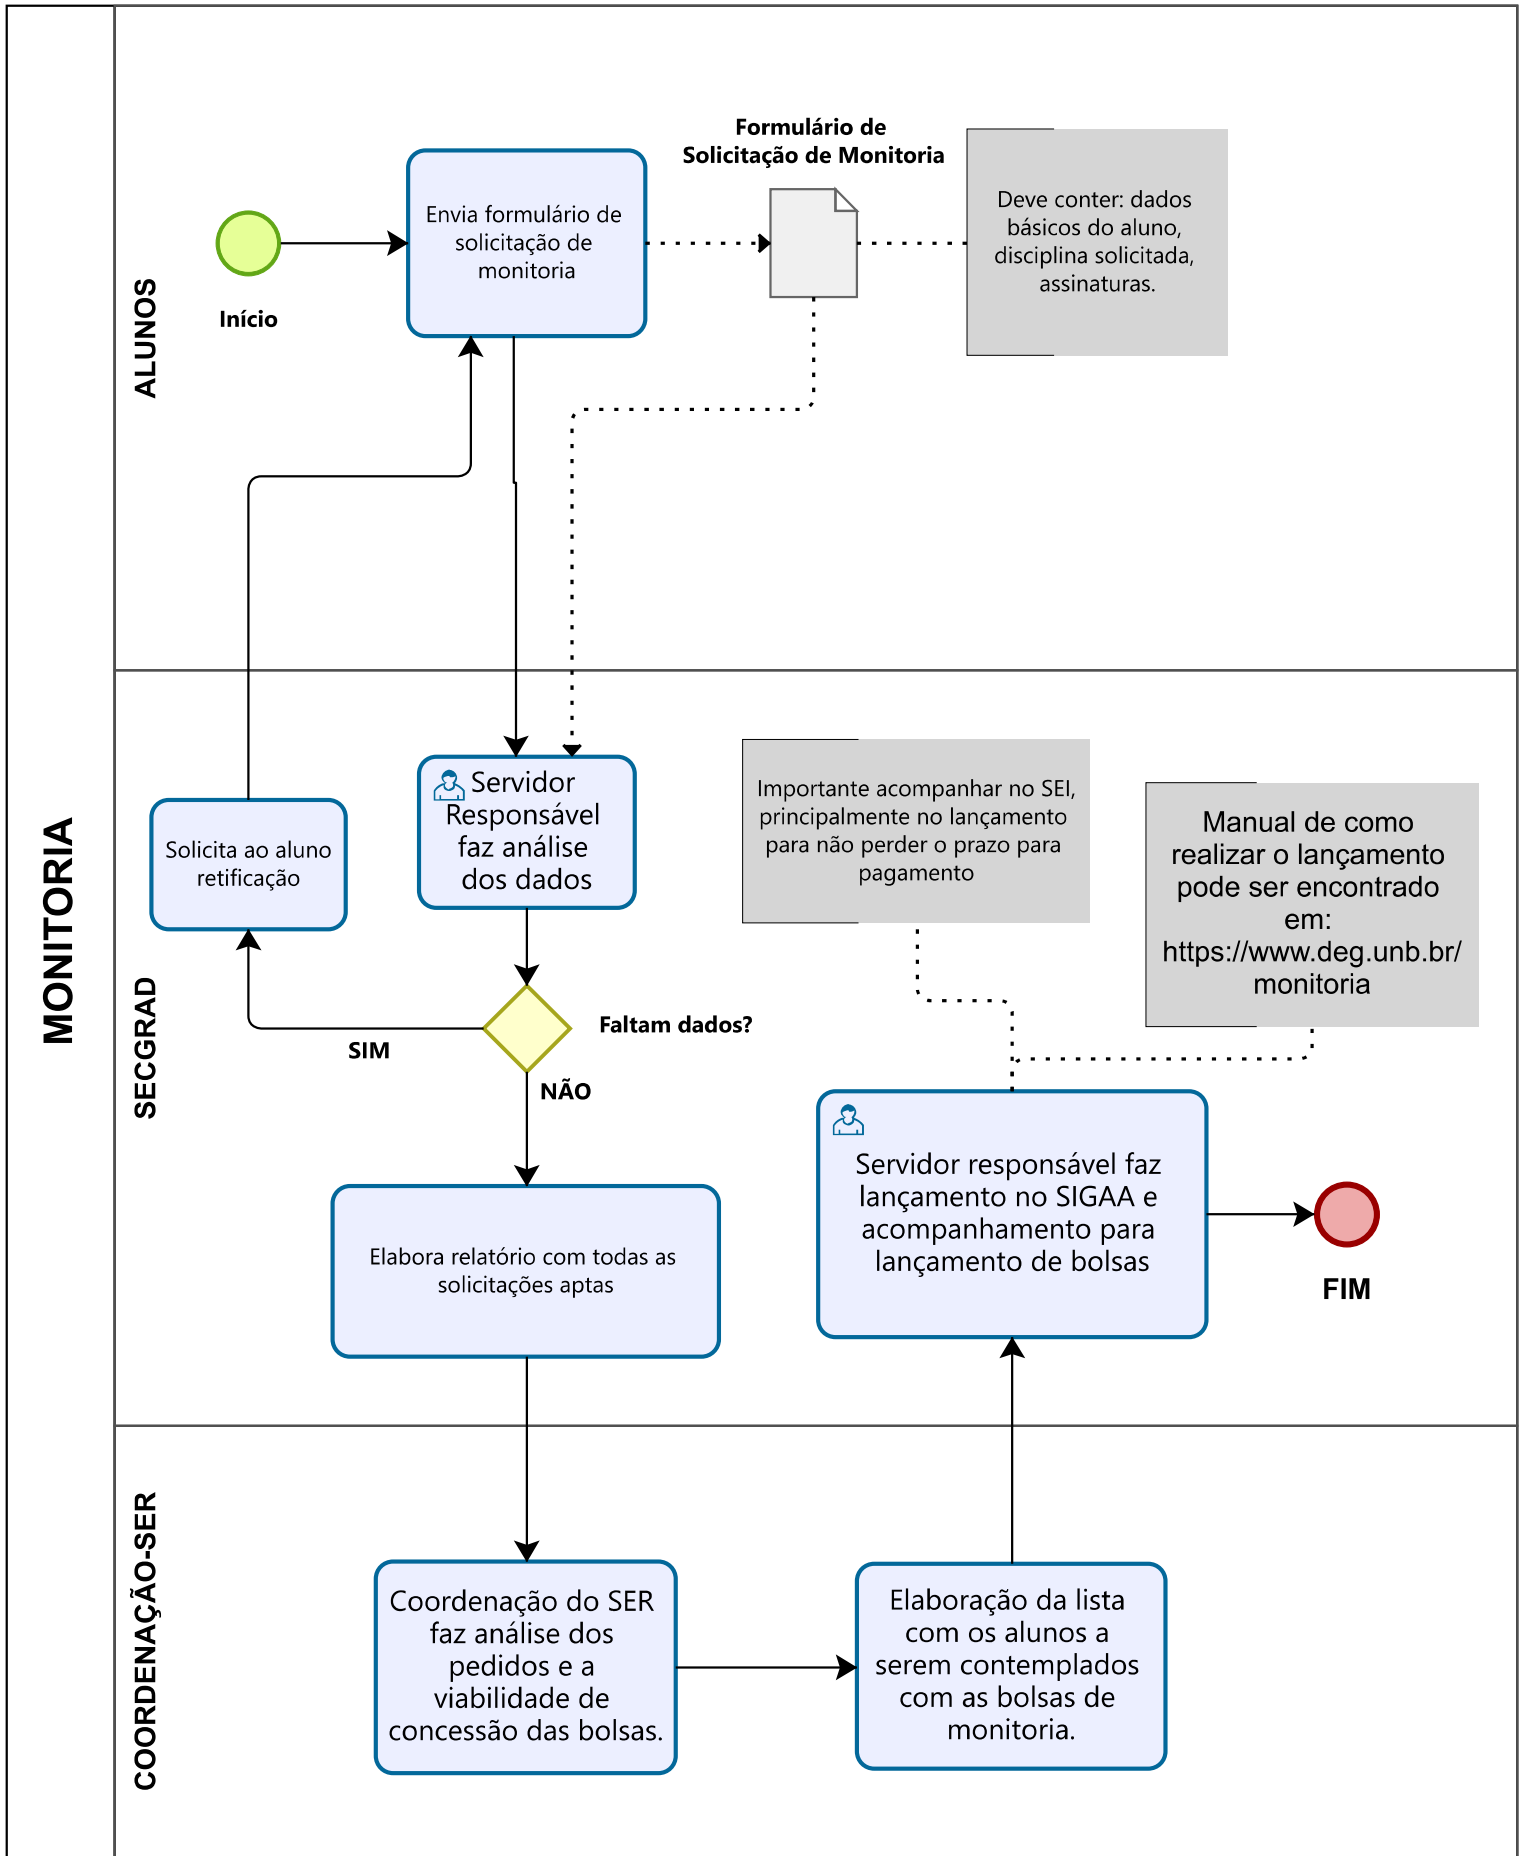 MONITORIA
ALUNOS
Início
Envia formulário de
solicitação de
monitoria
Formulário de
Solicitação de Monitoria
Deve conter: dados
básicos do aluno,
disciplina solicitada,
assinaturas.
SECGRAD
Solicita ao aluno
retificação
Servidor
Responsável
faz análise
dos dados
Faltam dados?
SIM
NÃO
Importante acompanhar no SEI,
principalmente no lançamento
para não perder o prazo para
pagamento
Manual de como
realizar o lançamento
pode ser encontrado
em:
https://www.deg.unb.br/
monitoria
Elabora relatório com todas as
solicitações aptas
Servidor responsável faz
lançamento no SIGAA e
acompanhamento para
lançamento de bolsas
FIM
COORDENAÇÃO-SER
Coordenação do SER
faz análise dos
pedidos e a
viabilidade de
concessão das bolsas.
Elaboração da lista
com os alunos a
serem contemplados
com as bolsas de
monitoria.